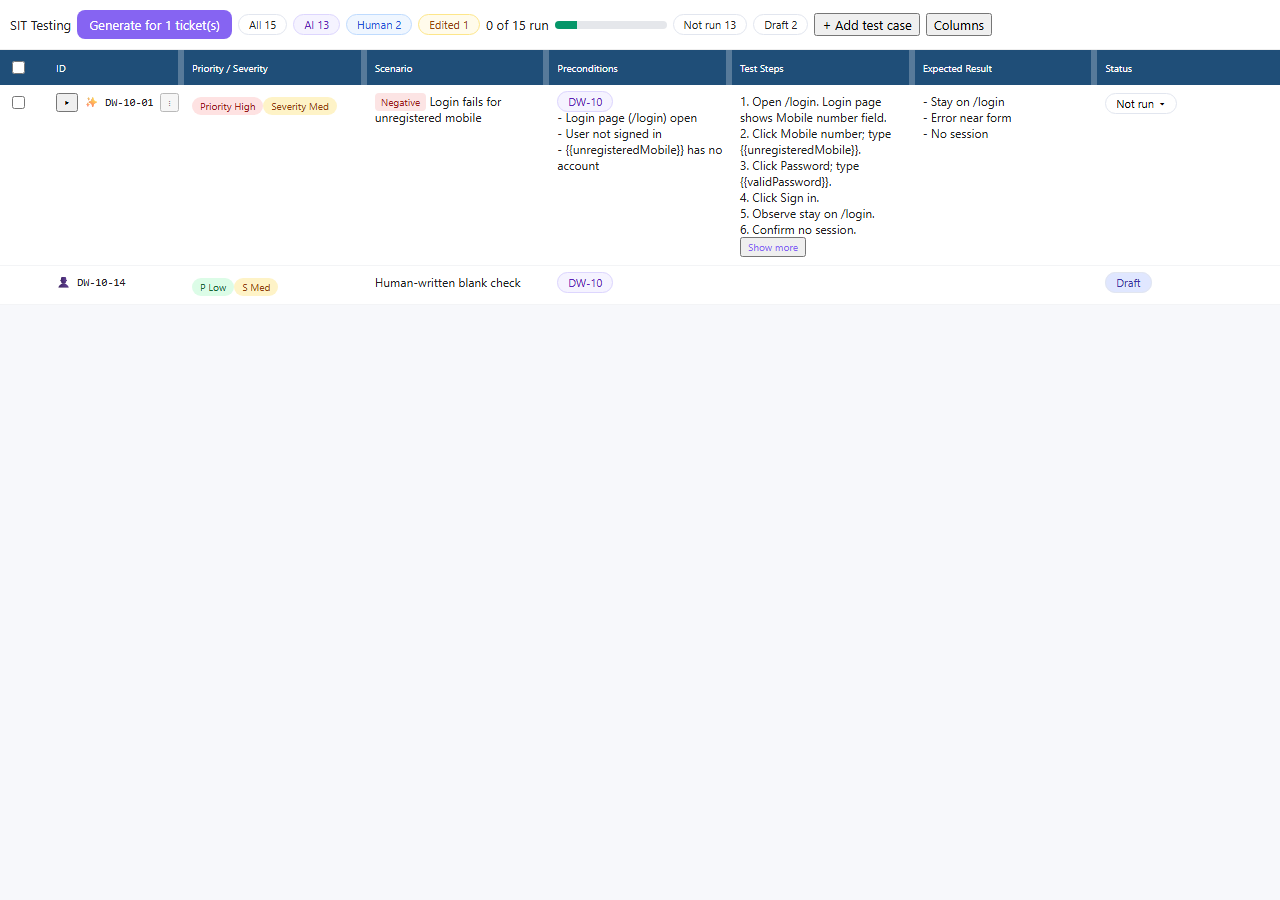 SIT Testing Generate for 1 ticket(s) All 15 AI 13 Human 2 Edited 1 0 of 15 run Not run 13 Draft 2 + Add test case Columns
ID Priority / Severity Scenario Preconditions Test Steps Expected Result Status
DW-10-01 Priority High Severity Med
Negative Login fails for
unregistered mobile
DW-10
- Login page (/login) open
- User not signed in
- {{unregisteredMobile}} has no
account
1. Open /login. Login page
shows Mobile number field.
2. Click Mobile number; type
{{unregisteredMobile}}.
3. Click Password; type
{{validPassword}}.
4. Click Sign in.
5. Observe stay on /login.
6. Confirm no session.
Show more
- Stay on /login
- Error near form
- No session
Not run
DW-10-14 P Low S Med Human-written blank check DW-10 Draft